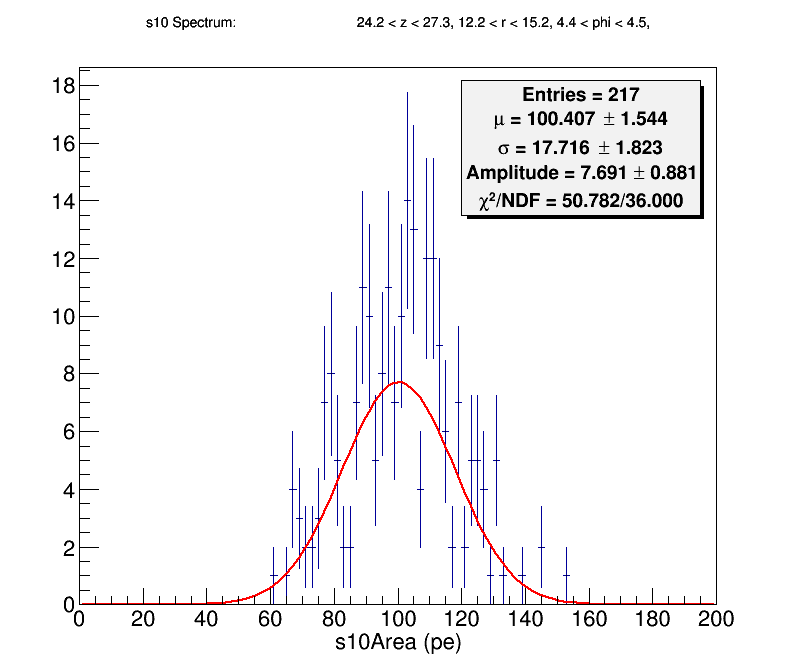 s10 Spectrum: 24.2 < z < 27.3, 12.2 < r < 15.2, 4.4 < phi < 4.5,
Entries = 217
μ = 100.407 ± 1.544
σ = 17.716 ± 1.823
Amplitude = 7.691 ± 0.881
χ²/NDF = 50.782/36.000
18
16
14
12
10
8
6
4
2
0
0 20 40 60 80 100 120 140 160 180 200
s10Area (pe)